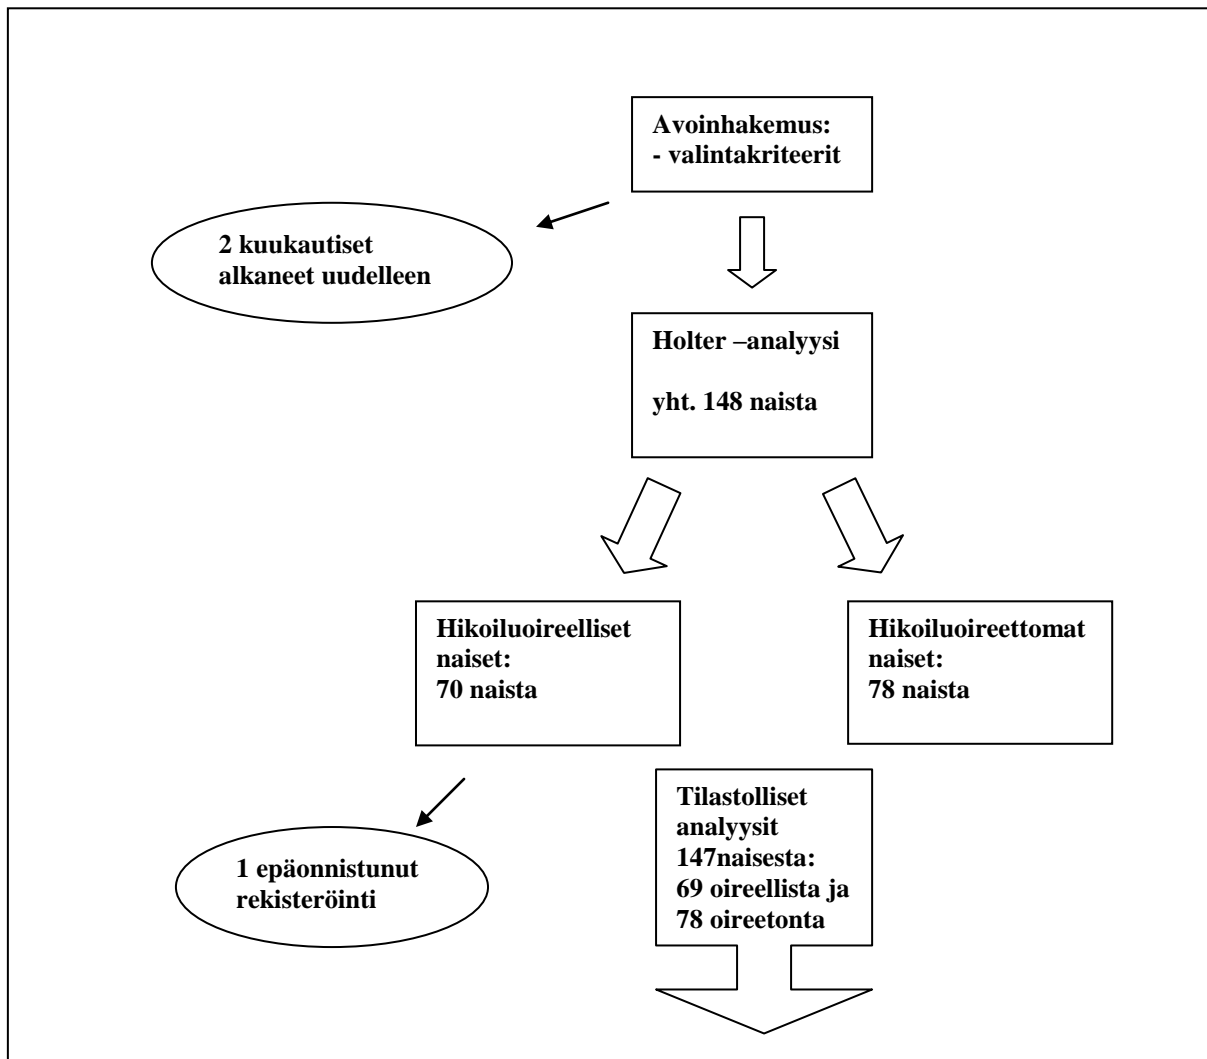 Avoinhakemus:
- valintakriteerit
2 kuukautiset
alkaneet uudelleen
Holter –analyysi
yht. 148 naista
Hikoiluoireelliset
naiset:
70 naista
Hikoiluoireettomat
naiset:
78 naista
1 epäonnistunut
rekisteröinti
Tilastolliset
analyysit
147naisesta:
69 oireellista ja
78 oireetonta